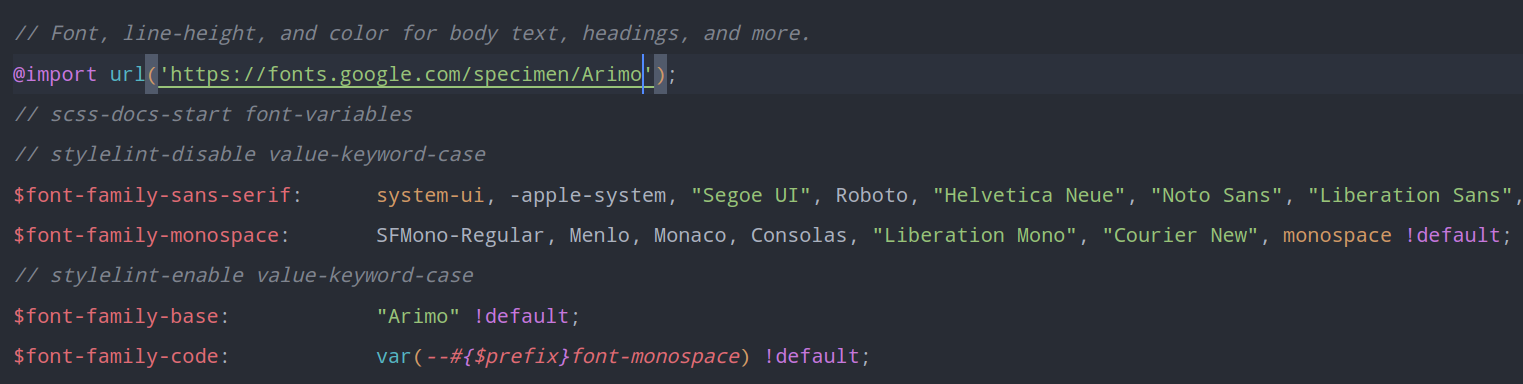 // Font, line-height, and color for body text, headings, and more.
@import url('https://fonts.google.com/specimen/Arimo');
// scss-docs-start font-variables
// stylelint-disable value-keyword-case
$font-family-sans-serif:      system-ui, -apple-system, "Segoe UI", Roboto, "Helvetica Neue", "Noto Sans", "Liberation Sans",
$font-family-monospace:       SFMono-Regular, Menlo, Monaco, Consolas, "Liberation Mono", "Courier New", monospace !default;
// stylelint-enable value-keyword-case
$font-family-base:            "Arimo" !default;
$font-family-code:            var(--#{$prefix}font-monospace) !default;